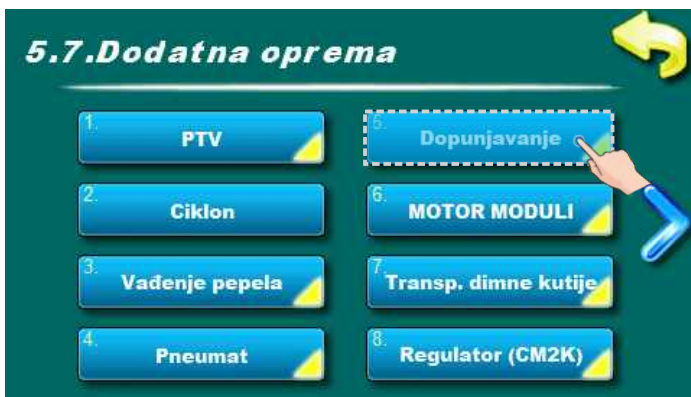 5.7.Dodatna oprema
1. PTV
2. Ciklon
3. Vađenje pepela
4. Pneumat
5. Dopunjavanje
6. MOTOR MODULI
7. Transp. dimne kutije
8. Regulator (CM2K)